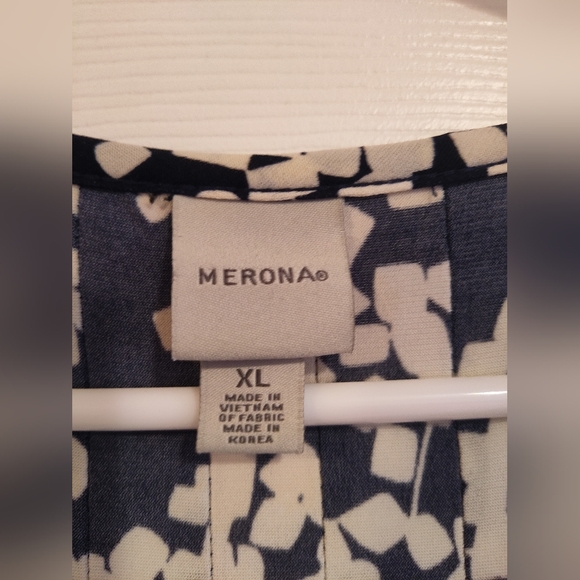 MERONA®
XL
MADE IN
VIETNAM
OF FABRIC
MADE IN
KOREA